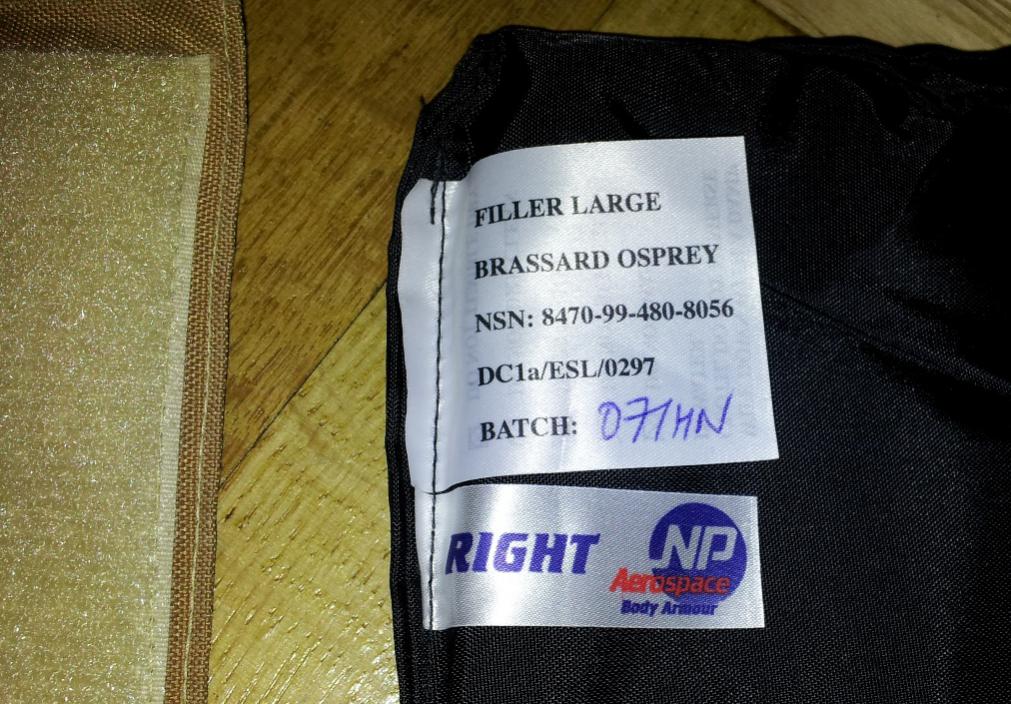 FILLER LARGE
BRASSARD OSPREY
NSN: 8470-99-480-8056
DC1a/ESL/0297
BATCH: 071HN
RIGHT
NP
Aerospace
Body Armour